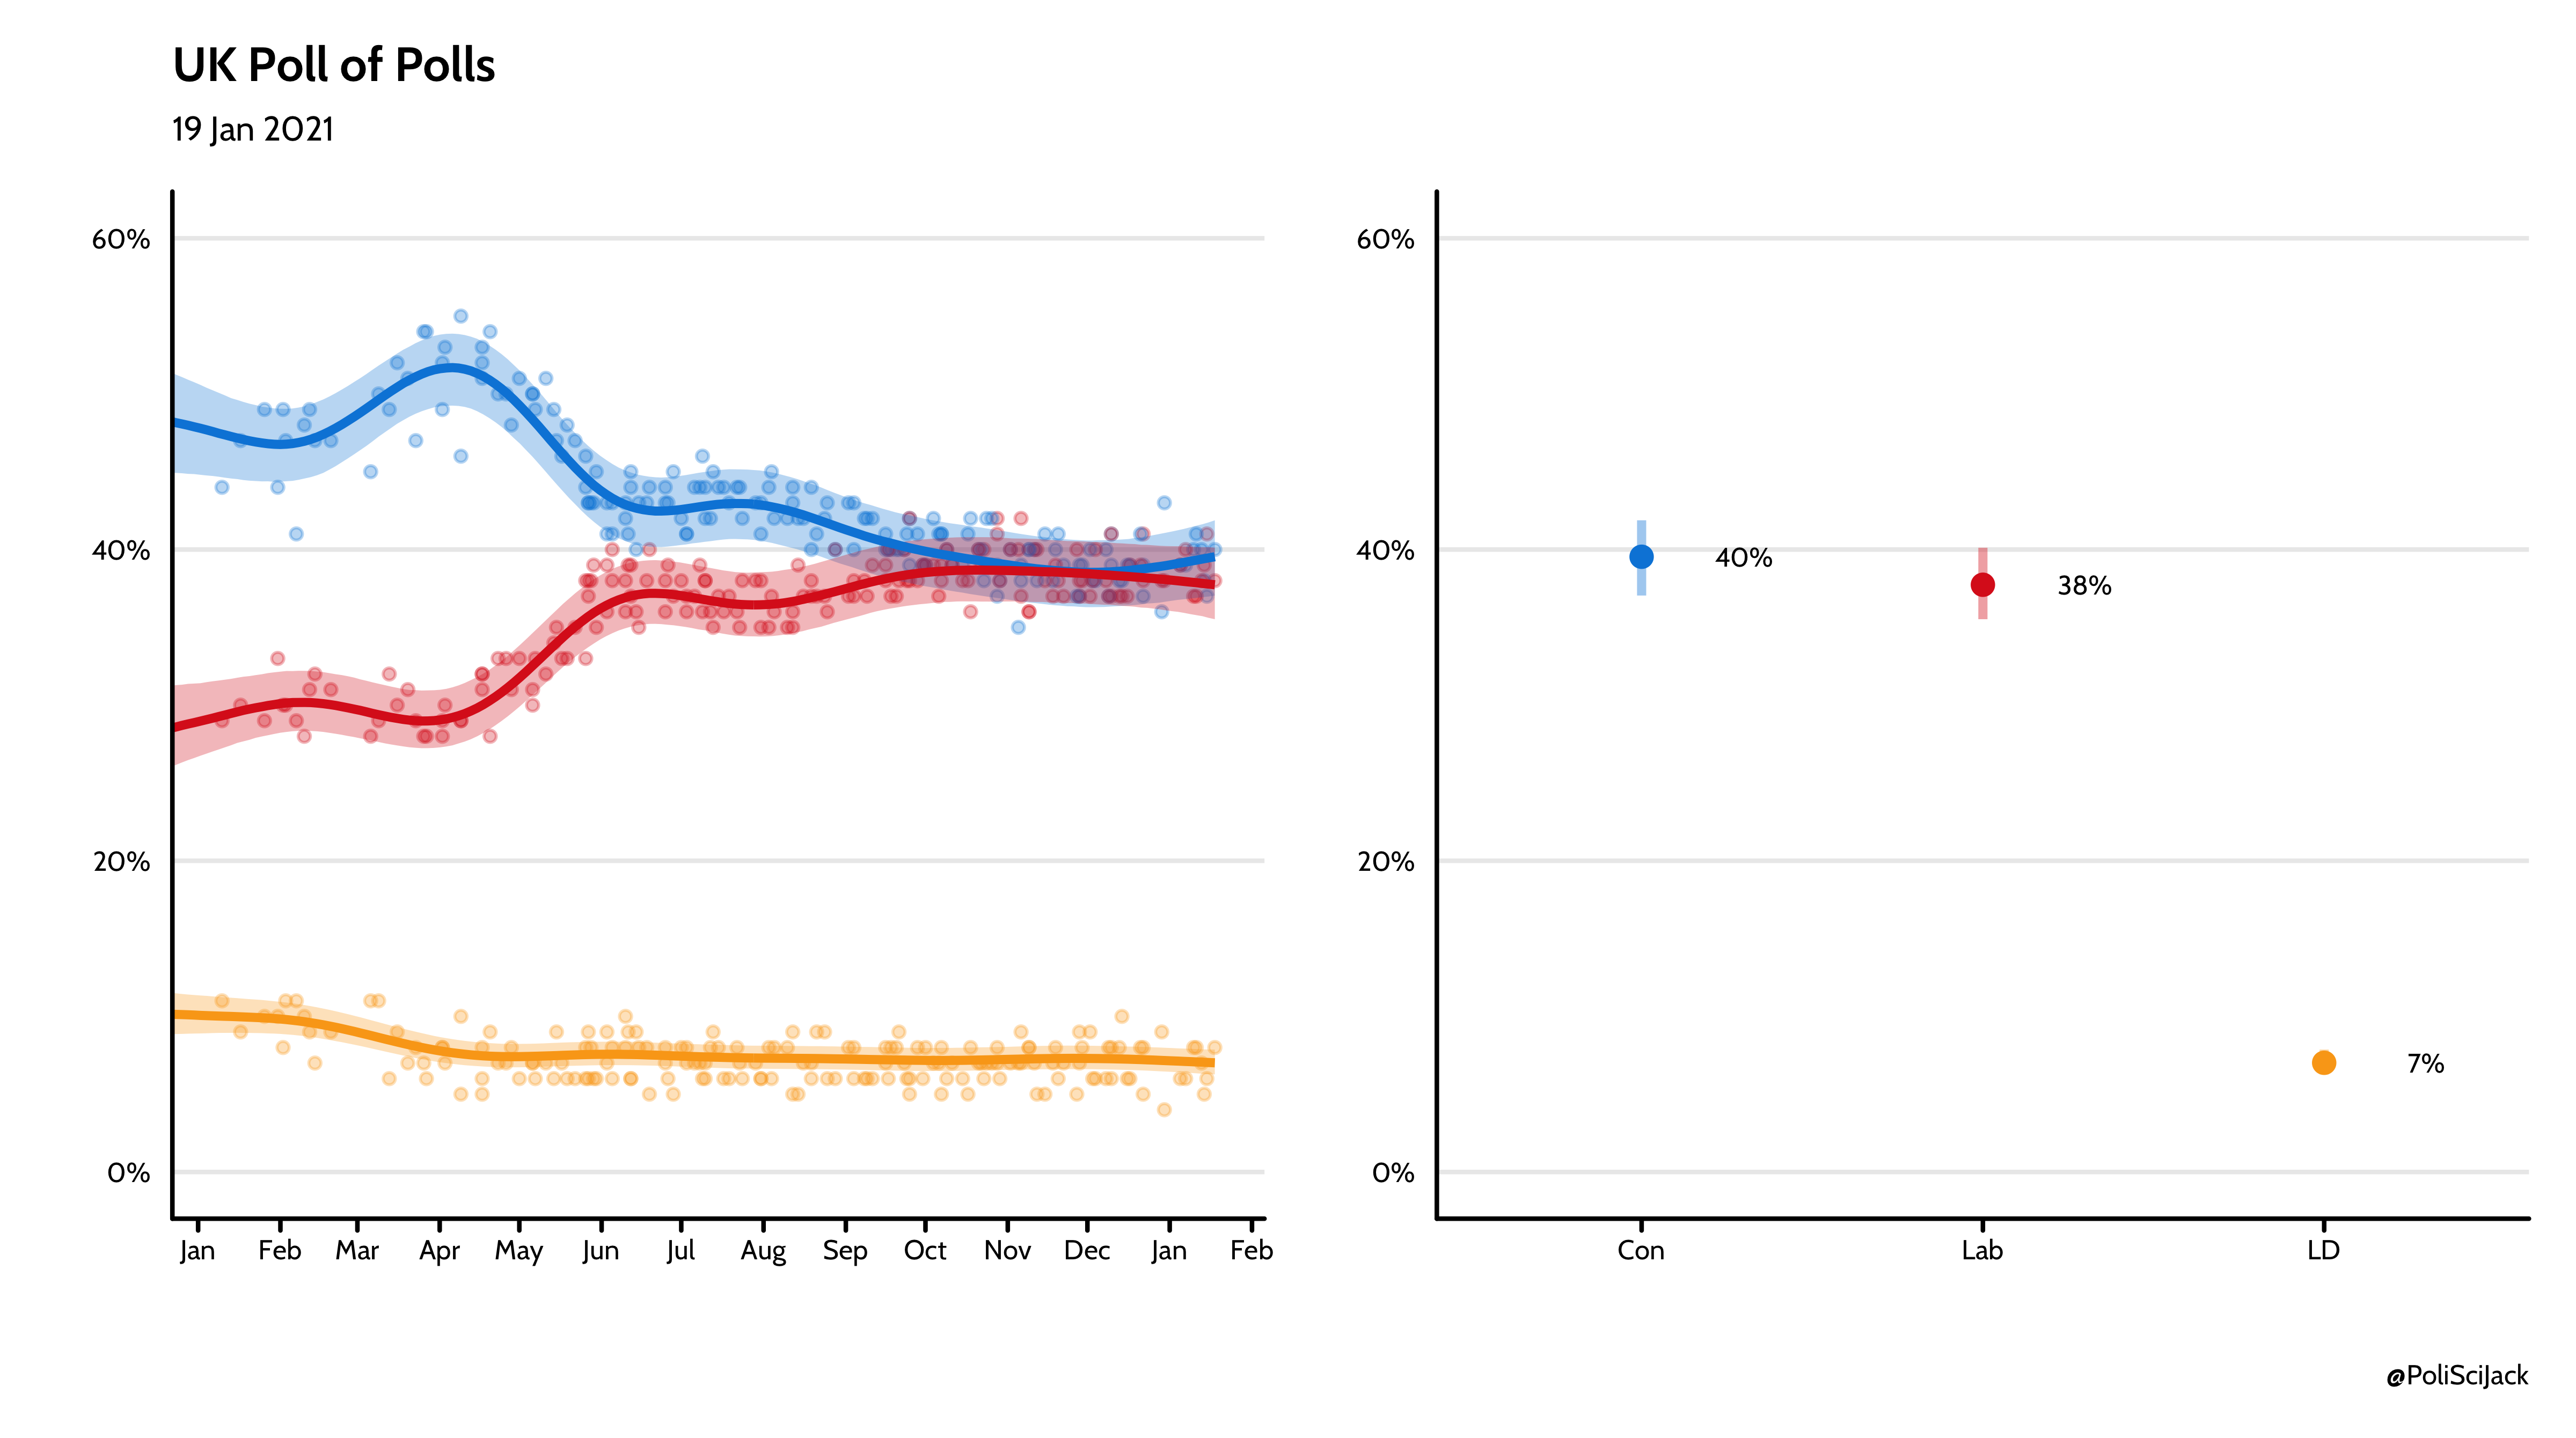 UK Poll of Polls
19 Jan 2021
60%
40%
20%
0%
Jan Feb Mar Apr May Jun Jul Aug Sep Oct Nov Dec Jan Feb
60%
40%
20%
0%
40%
38%
7%
Con Lab LD
@PoliSciJack